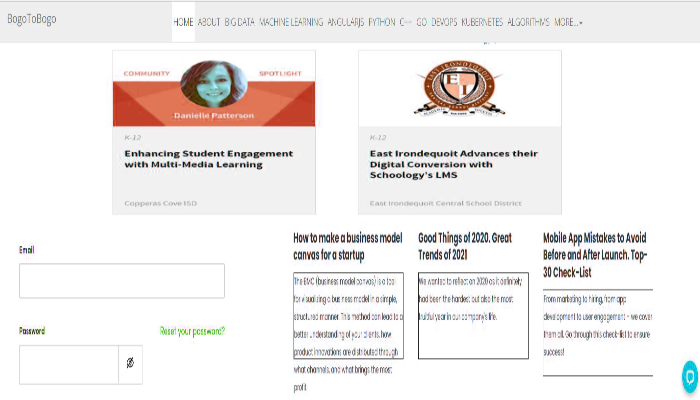 BogoToBogo
HOME ABOUT BIG DATA MACHINE LEARNING ANGULARJS PYTHON C++ GO DEVOPS KUBERNETES ALGORITHMS MORE...
COMMUNITY SPOTLIGHT
Danielle Patterson
K-12
Enhancing Student Engagement
with Multi-Media Learning
Copperas Cove ISD
EAST IRONDEQUOIT
E I
K-12
East Irondequoit Advances their
Digital Conversion with
Schoology's LMS
East Irondequoit Central School District
Email
Password
Reset your password?
How to make a business model
canvas for a startup
The BMC (business model canvas) is a tool
for visualizing a business model in a simple,
structured manner. This method can lead to a
better understanding of your clients, how
product innovations are distributed through
what channels, and what brings the most
profit
Good Things of 2020. Great
Trends of 2021
We wanted to reflect on 2020 as it definitely
had been the hardest but also the most
fruitful year in our company's life.
Mobile App Mistakes to Avoid
Before and After Launch. Top-
30 Check-List
From marketing to hiring, from app
development to user engagement – we cover
them all. Go through this check-list to ensure
success!